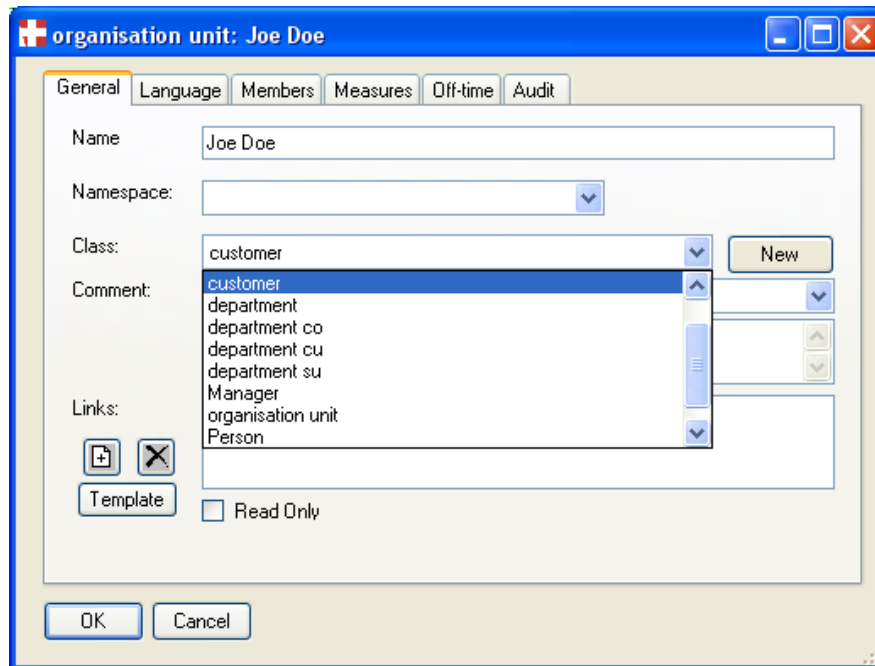 organisation unit: Joe Doe
General Language Members Measures Off-time Audit
Name Joe Doe
Namespace:
Class: customer New
Comment: customer
department
department co
department cu
department su
Manager
Links: organisation unit
Person
Template
Read Only
OK Cancel